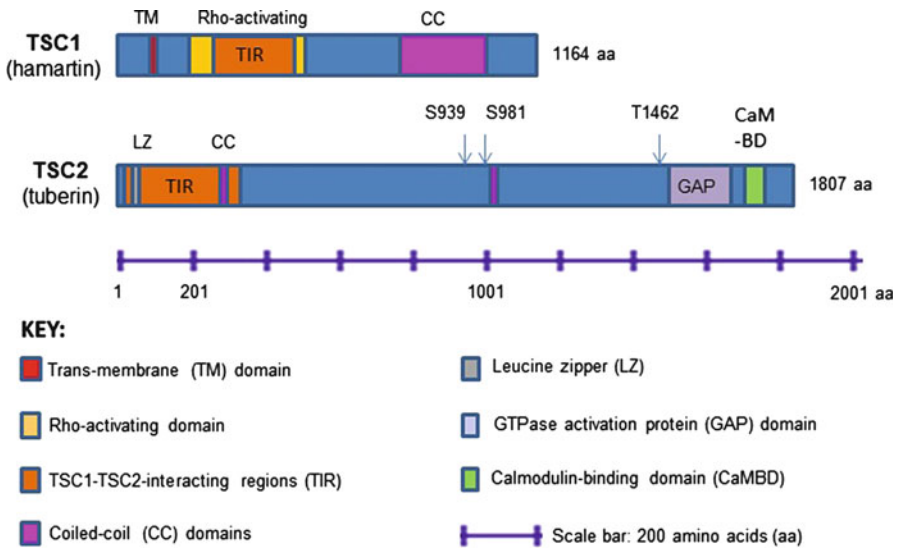 TM Rho-activating CC
TSC1
(hamartin)
TIR
1164 aa
S939 S981 T1462 CaM
-BD
LZ CC
TSC2
(tuberin)
TIR GAP
1807 aa
1 201 1001 2001 aa
KEY:
Trans-membrane (TM) domain
Rho-activating domain
TSC1-TSC2-interacting regions (TIR)
Coiled-coil (CC) domains
Leucine zipper (LZ)
GTPase activation protein (GAP) domain
Calmodulin-binding domain (CaMBD)
Scale bar: 200 amino acids (aa)